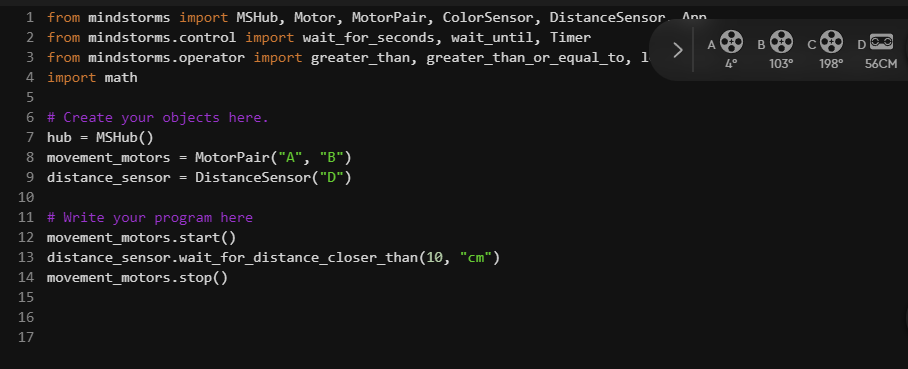 1 from mindstorms import MSHub, Motor, MotorPair, ColorSensor, DistanceSensor, App
2 from mindstorms.control import wait_for_seconds, wait_until, Timer
3 from mindstorms.operator import greater_than, greater_than_or_equal_to,
4 import math
5
6 # Create your objects here.
7 hub = MSHub()
8 movement_motors = MotorPair("A", "B")
9 distance_sensor = DistanceSensor("D")
10
11 # Write your program here
12 movement_motors.start()
13 distance_sensor.wait_for_distance_closer_than(10, "cm")
14 movement_motors.stop()
15
16
17
A B C D
4° 103° 198° 56CM